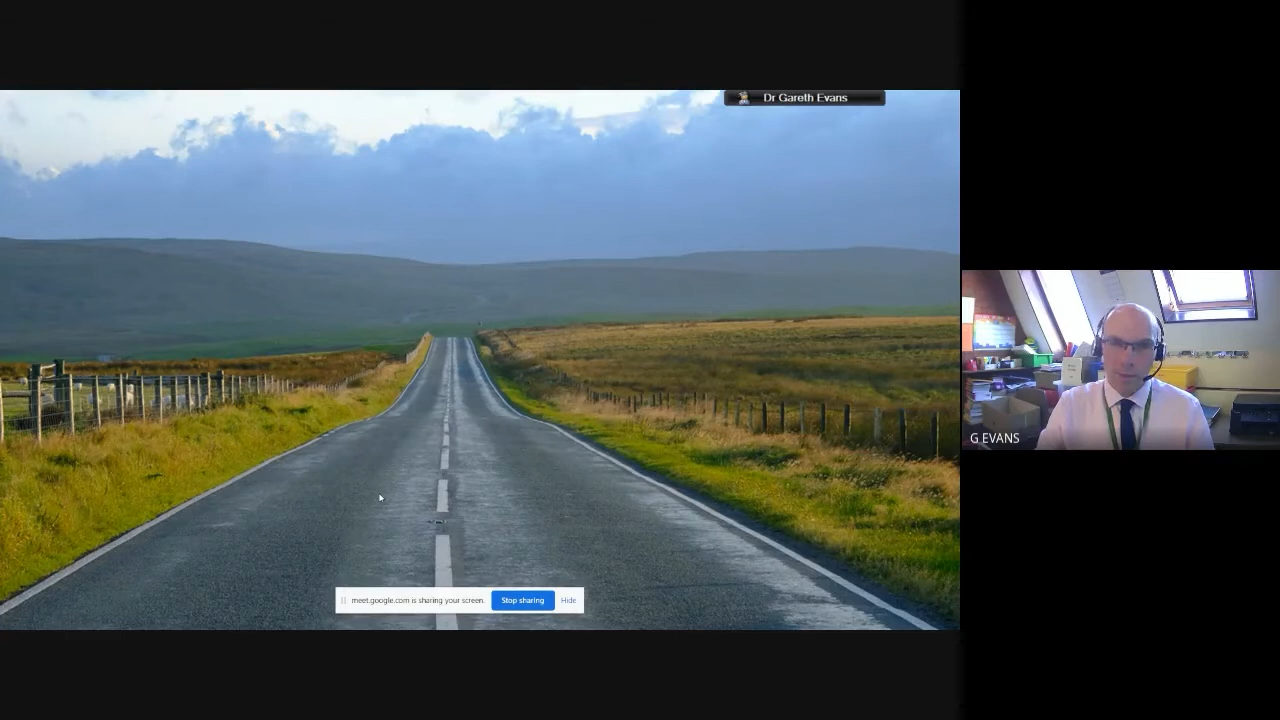 Dr Gareth Evans
G EVANS
meet.google.com is sharing your screen.
Stop sharing
Hide